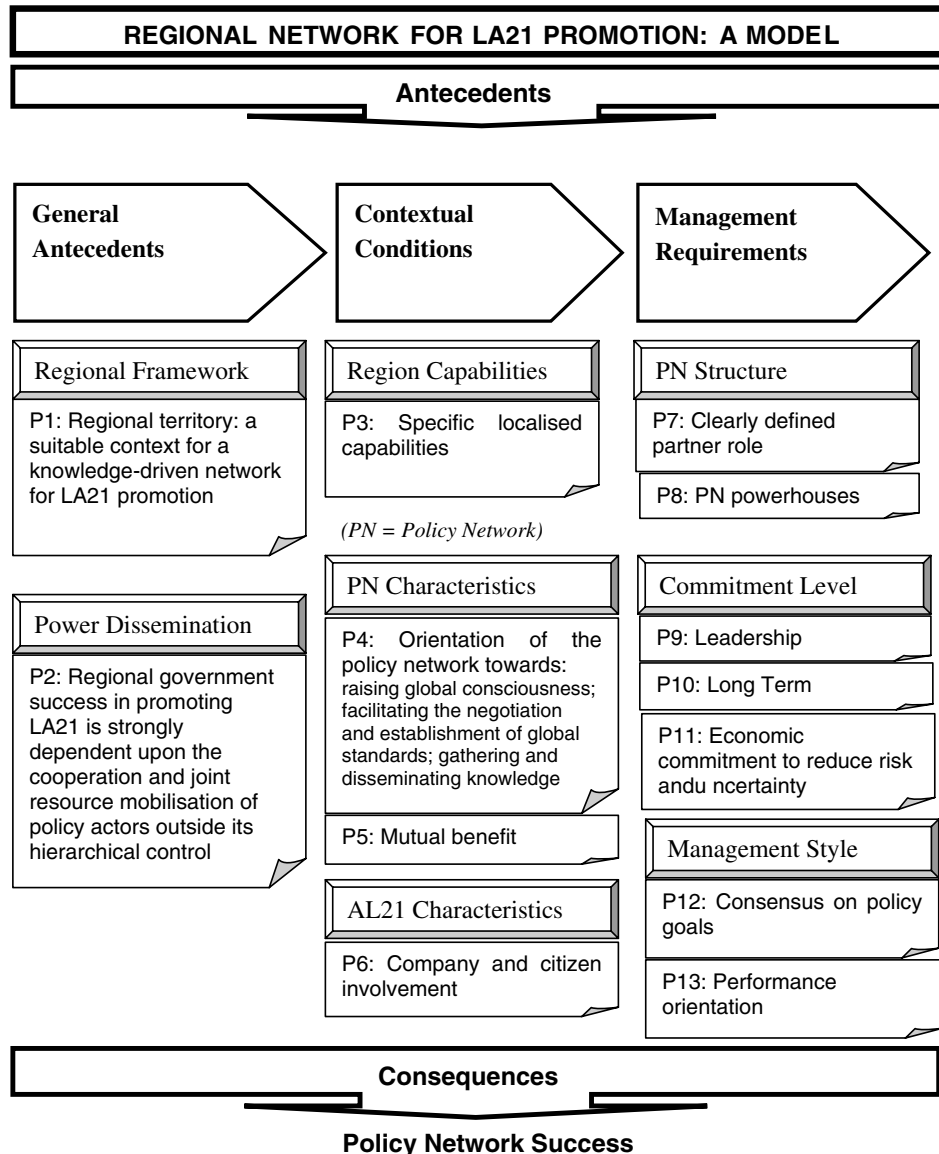 REGIONAL NETWORK FOR LA21 PROMOTION: A MODEL
Antecedents
General
Antecedents
Contextual
Conditions
Management
Requirements
Regional Framework
P1: Regional territory: a
suitable context for a
knowledge-driven network
for LA21 promotion
Power Dissemination
P2: Regional government
success in promoting
LA21 is strongly
dependent upon the
cooperation and joint
resource mobilisation of
policy actors outside its
hierarchical control
Region Capabilities
P3: Specific localised
capabilities
(PN = Policy Network)
PN Characteristics
P4: Orientation of the
policy network towards:
raising global consciousness;
facilitating the negotiation
and establishment of global
standards; gathering and
disseminating knowledge
P5: Mutual benefit
AL21 Characteristics
P6: Company and citizen
involvement
PN Structure
P7: Clearly defined
partner role
P8: PN powerhouses
Commitment Level
P9: Leadership
P10: Long Term
P11: Economic
commitment to reduce risk
andu ncertainty
Management Style
P12: Consensus on policy
goals
P13: Performance
orientation
Consequences
Policy Network Success